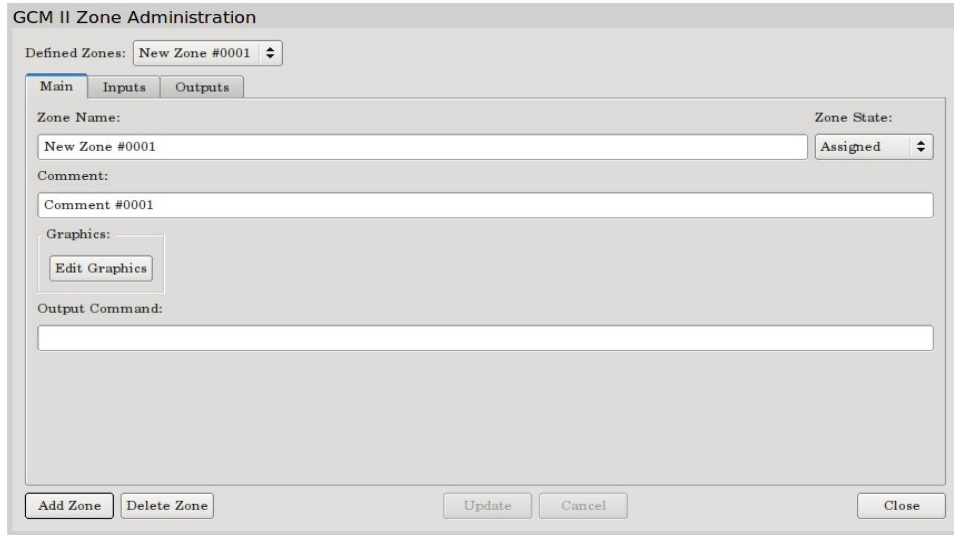 GCM II Zone Administration
Defined Zones: New Zone #0001
Main Inputs Outputs
Zone Name: Zone State:
New Zone #0001 Assigned
Comment:
Comment #0001
Graphics:
Edit Graphics
Output Command:
Add Zone Delete Zone Update Cancel Close